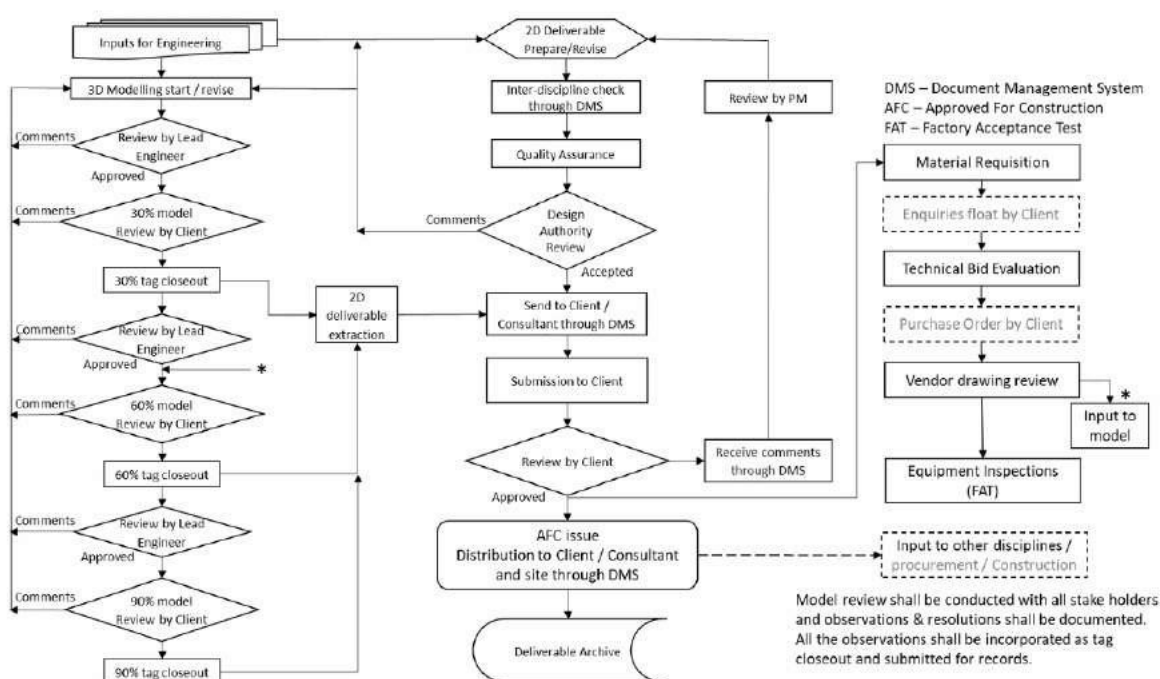 Inputs for Engineering
3D Modelling start / revise
Comments
Review by Lead
Engineer
Approved
Comments
30% model
Review by Client
30% tag closeout
Comments
Review by Lead
Engineer
Approved
*
Comments
60% model
Review by Client
60% tag closeout
Comments
Review by Lead
Engineer
Approved
Comments
90% model
Review by Client
90% tag closeout
2D
deliverable
extraction
2D Deliverable
Prepare/Revise
Inter-discipline check
through DMS
Quality Assurance
Comments
Design
Authority
Review
Accepted
Send to Client /
Consultant through DMS
Submission to Client
Review by Client
Approved
AFC issue
Distribution to Client / Consultant
and site through DMS
Deliverable Archive
Review by PM
Receive comments
through DMS
DMS – Document Management System
AFC – Approved For Construction
FAT – Factory Acceptance Test
Material Requisition
Enquiries float by Client
Technical Bid Evaluation
Purchase Order by Client
Vendor drawing review
*
Input to
model
Equipment Inspections
(FAT)
Input to other disciplines /
procurement / Construction
Model review shall be conducted with all stake holders
and observations & resolutions shall be documented.
All the observations shall be incorporated as tag
closeout and submitted for records.